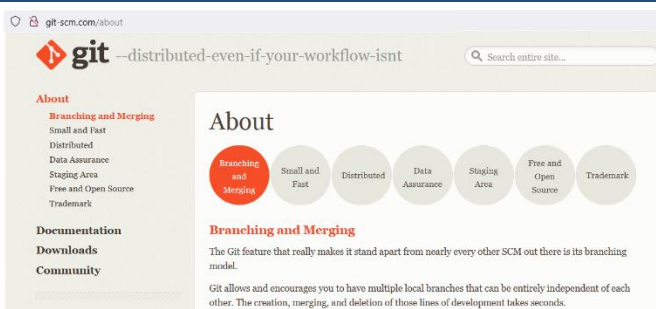 git-scm.com/about
git --distributed-even-if-your-workflow-isnt
Search entire site...
About
Branching and Merging
Small and Fast
Distributed
Data Assurance
Staging Area
Free and Open Source
Trademark
Documentation
Downloads
Community
About
Branching
and
Merging
Small and
Fast
Distributed
Data
Assurance
Staging
Area
Free and
Open
Source
Trademark
Branching and Merging
The Git feature that really makes it stand apart from nearly every other SCM out there is its branching
model.
Git allows and encourages you to have multiple local branches that can be entirely independent of each
other. The creation, merging, and deletion of those lines of development takes seconds.